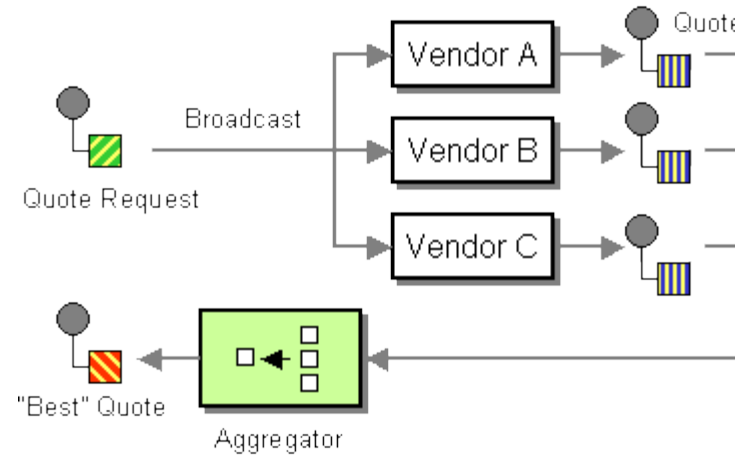 Vendor A
Quote
Broadcast
Vendor B
Quote Request
Vendor C
"Best" Quote
Aggregator